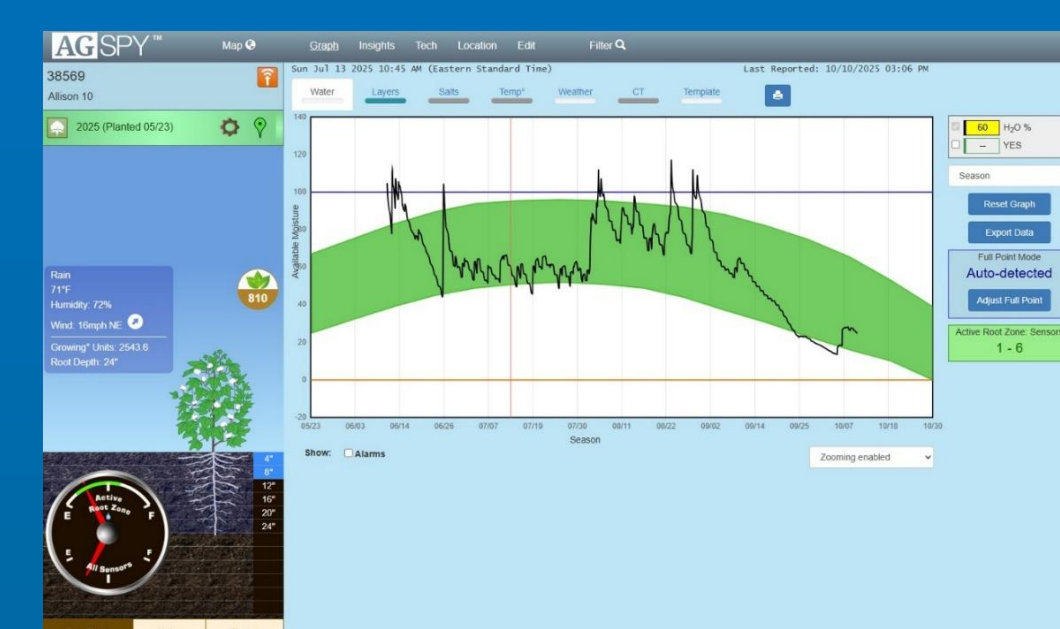 AGSPY™ Map Graph Insights Tech Location Edit Filter
38569
Allison 10
2025 (Planted 05/23)
Rain
71°F
Humidity: 72%
Wind: 16mph NE
Growing° Units: 2543.6
Root Depth: 24"
810
4"
8"
12"
16"
20"
24"
Active
Root Zone
E F
E F
All Sensors
Sun Jul 13 2025 10:45 AM (Eastern Standard Time) Last Reported: 10/10/2025 03:06 PM
Water Layers Salts Temp° Weather CT Template
Available Moisture
140
120
100
80
60
40
20
0
-20
05/23 06/03 06/14 06/26 07/07 07/19 07/30 08/11 08/22 09/02 09/14 09/25 10/07 10/18 10/30
Season
Show: Alarms
Zooming enabled
60 H₂O %
– YES
Season
Reset Graph
Export Data
Full Point Mode
Auto-detected
Adjust Full Point
Active Root Zone: Sensors
1 - 6